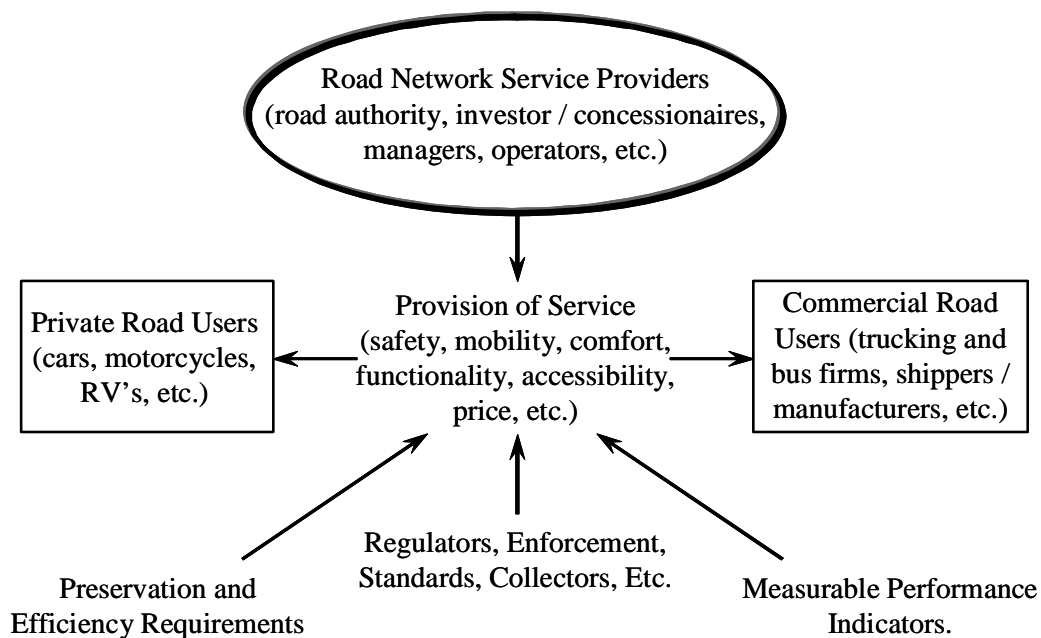 Road Network Service Providers
(road authority, investor / concessionaires,
managers, operators, etc.)
Private Road Users
(cars, motorcycles,
RV's, etc.)
Provision of Service
(safety, mobility, comfort,
functionality, accessibility,
price, etc.)
Commercial Road
Users (trucking and
bus firms, shippers /
manufacturers, etc.)
Preservation and
Efficiency Requirements
Regulators, Enforcement,
Standards, Collectors, Etc.
Measurable Performance
Indicators.